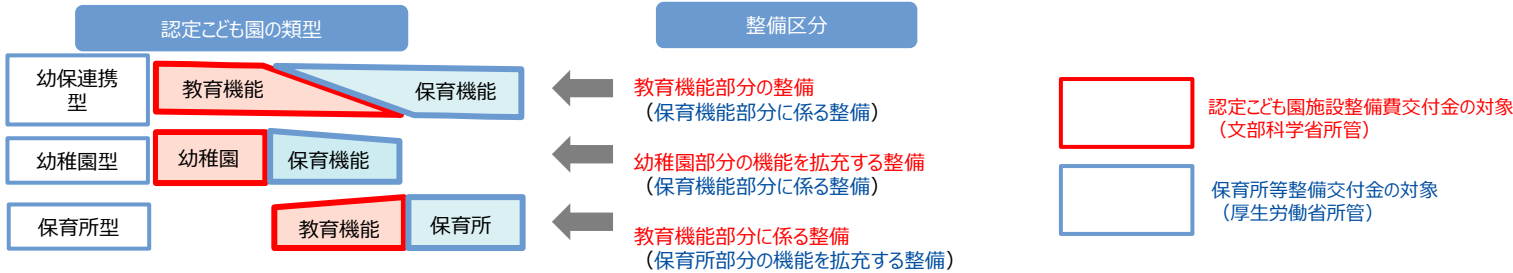 認定こども園の類型
整備区分
幼保連携
型
教育機能
保育機能
教育機能部分の整備
（保育機能部分に係る整備）
幼稚園型
幼稚園
保育機能
幼稚園部分の機能を拡充する整備
（保育機能部分に係る整備）
保育所型
教育機能
保育所
教育機能部分に係る整備
（保育所部分の機能を拡充する整備）
認定こども園施設整備費交付金の対象
（文部科学省所管）
保育所等整備交付金の対象
（厚生労働省所管）